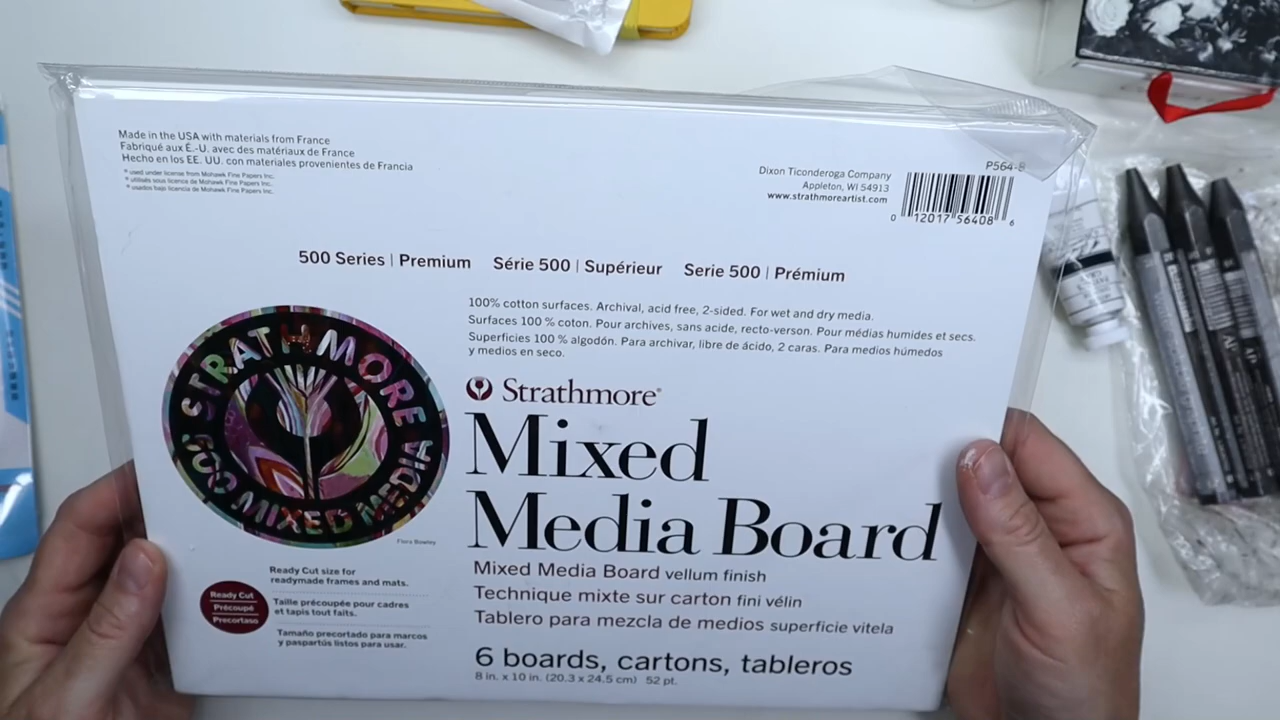 Made in the USA with materials from France
Fabriqué aux É.-U. avec des matériaux de France
Hecho en los EE. UU. con materiales provenientes de Francia
* used under license from Mohawk Fine Papers Inc.
* utilisés sous licence de Mohawk Fine Papers Inc.
* usados bajo licencia de Mohawk Fine Papers Inc.
P564-8
Dixon Ticonderoga Company
Appleton, WI 54913
www.strathmoreartist.com
0 12017 56408 6
500 Series | Premium Série 500 | Supérieur Serie 500 | Prémium
100% cotton surfaces. Archival, acid free, 2-sided. For wet and dry media.
Surfaces 100 % coton. Pour archives, sans acide, recto-verson. Pour médias humides et secs.
Superficies 100 % algodón. Para archivar, libre de ácido, 2 caras. Para medios húmedos
y medios en seco.
STRATHMORE
500 MIXED MEDIA
Flora Bowley
Strathmore®
Mixed
Media Board
Mixed Media Board vellum finish
Technique mixte sur carton fini vélin
Tablero para mezcla de medios superficie vitela
Ready Cut
Précoupé
Precortaso
Ready Cut size for
readymade frames and mats.
Taille précoupée pour cadres
et tapis tout faits.
Tamaño precortado para marcos
y paspartús listos para usar.
6 boards, cartons, tableros
8 in. x 10 in. (20.3 x 24.5 cm) 52 pt.
AP
AP